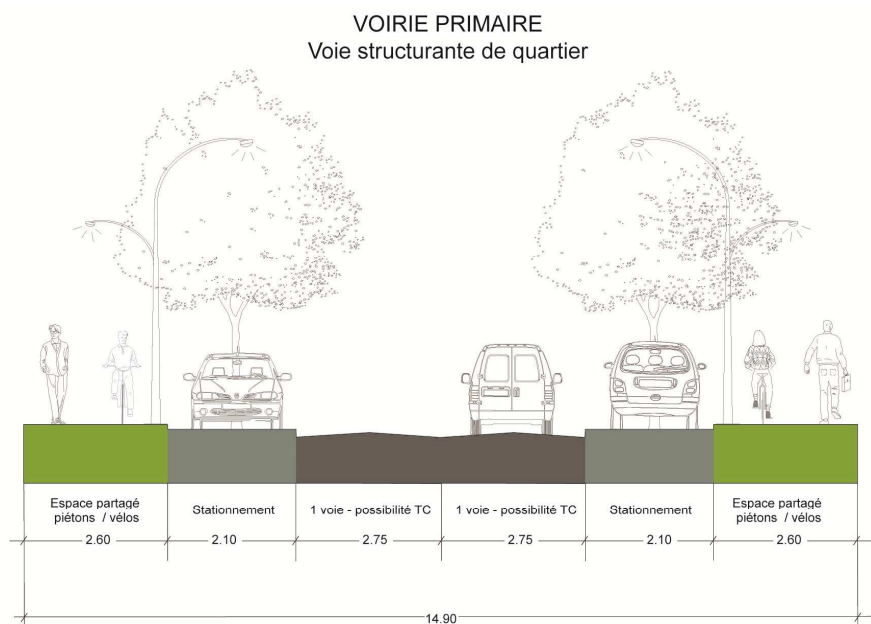 VOIRIE PRIMAIRE
Voie structurante de quartier
Espace partagé
piétons / vélos
Stationnement
1 voie - possibilité TC
1 voie - possibilité TC
Stationnement
Espace partagé
piétons / vélos
2.60
2.10
2.75
2.75
2.10
2.60
14.90